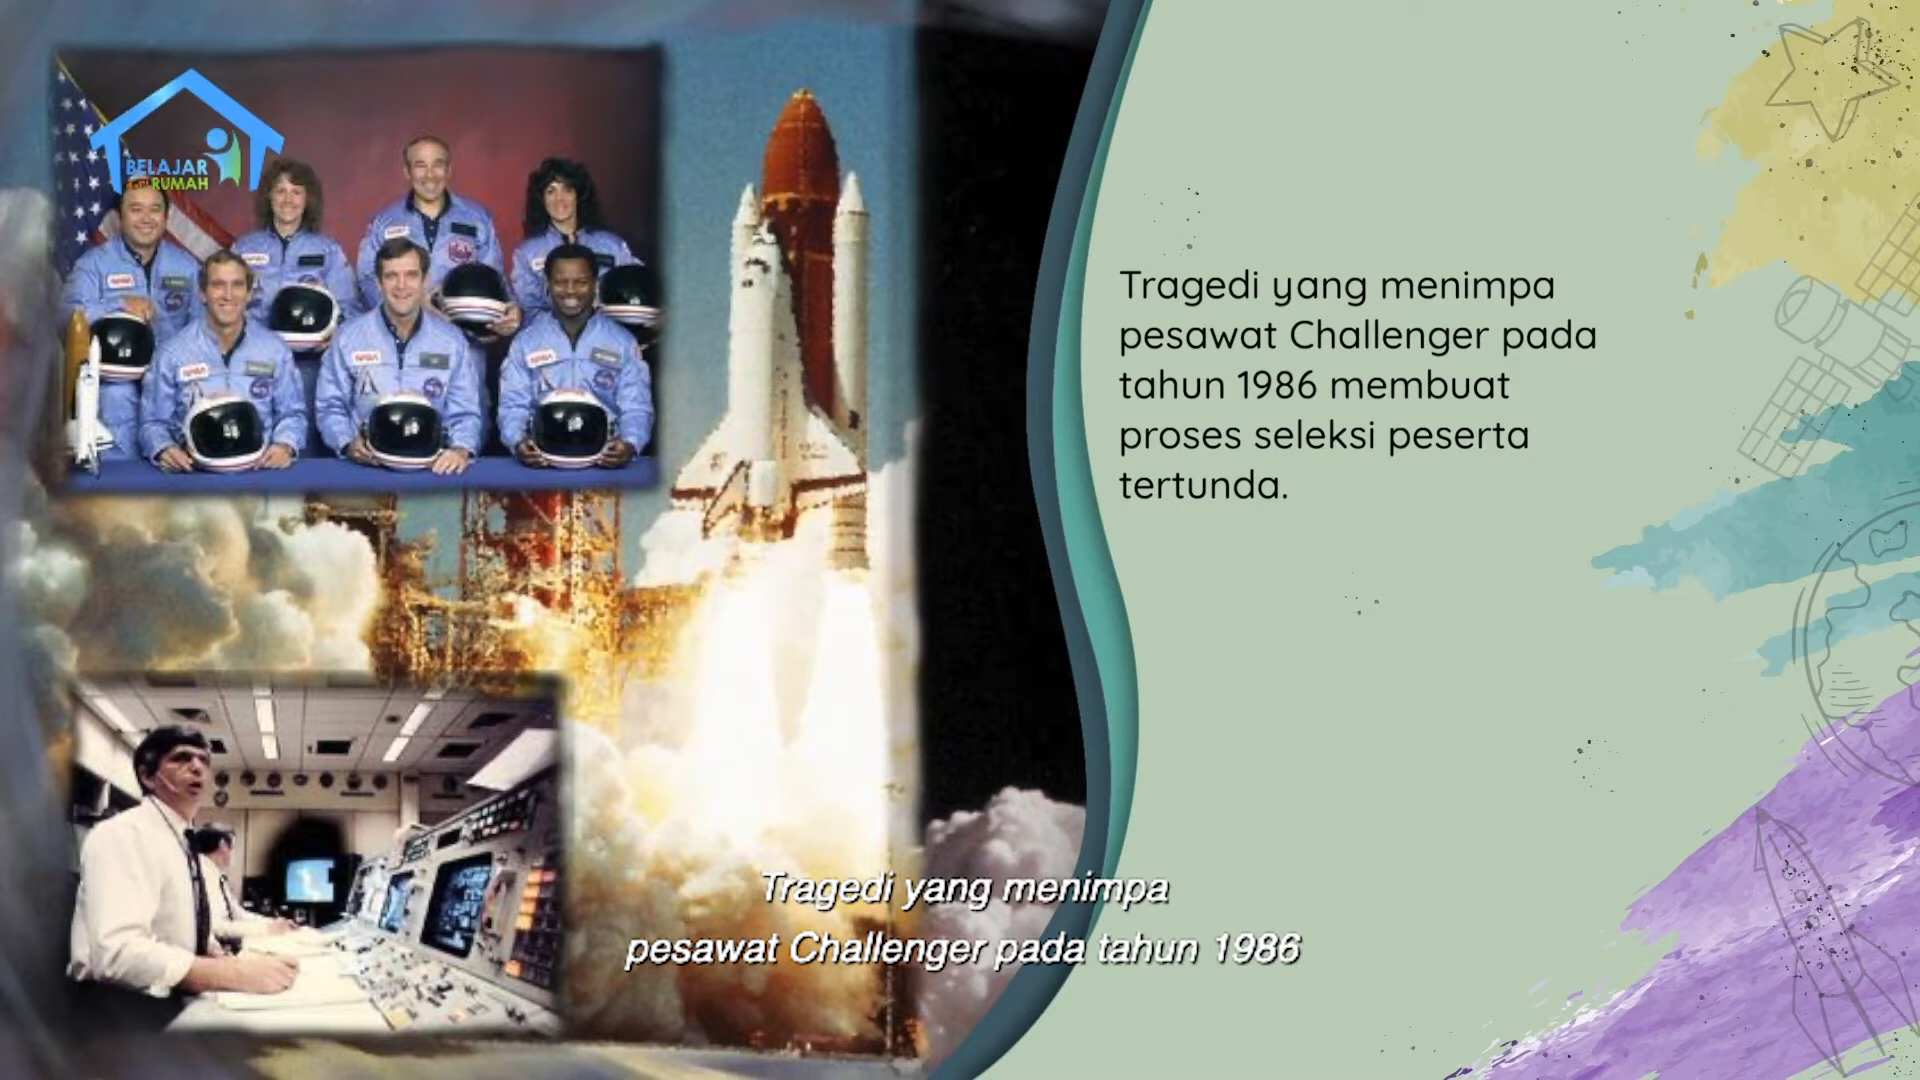 BELAJAR
RUMAH
Tragedi yang menimpa
pesawat Challenger pada
tahun 1986 membuat
proses seleksi peserta
tertunda.
Tragedi yang menimpa
pesawat Challenger pada tahun 1986